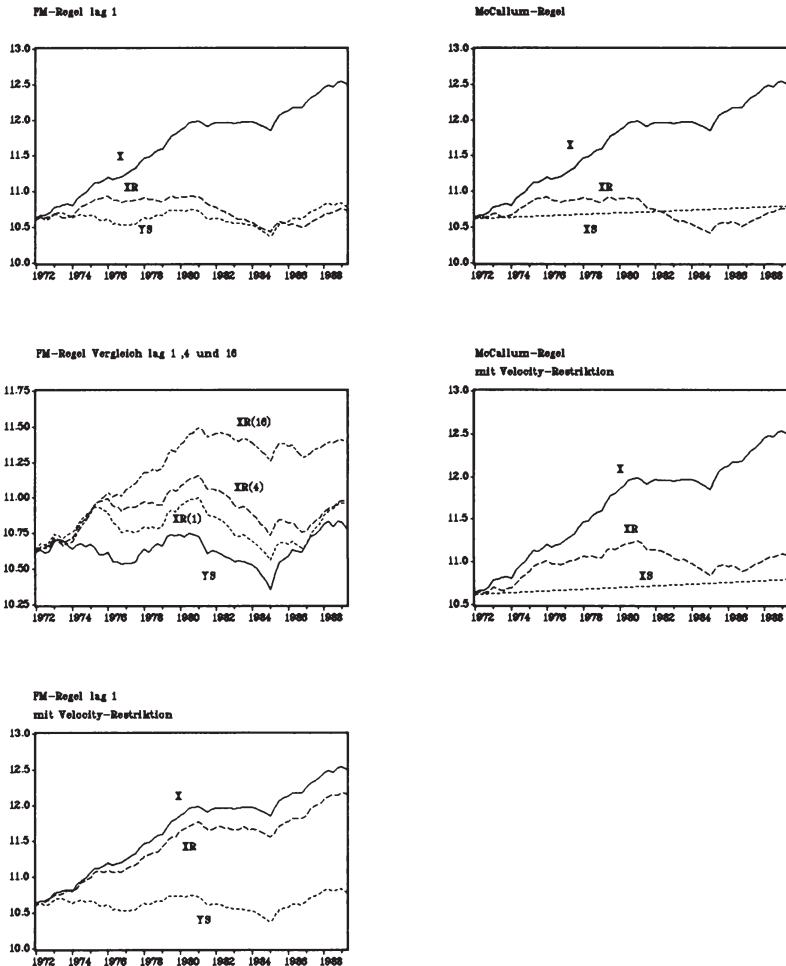 FM-Regel lag 1
13.0
12.5
12.0
11.5
11.0
10.5
10.0
X
XR
YS
1972 1974 1976 1978 1980 1982 1984 1986 1988
McCallum-Regel
13.0
12.5
12.0
11.5
11.0
10.5
10.0
X
XR
XS
1972 1974 1976 1978 1980 1982 1984 1986 1988
FM-Regel Vergleich lag 1 ,4 und 16
11.75
11.50
11.25
11.00
10.75
10.50
10.25
XR(16)
XR(4)
XR(1)
YS
1972 1974 1976 1978 1980 1982 1984 1986 1988
McCallum-Regel
mit Velocity-Restriktion
13.0
12.5
12.0
11.5
11.0
10.5
X
XR
XS
1972 1974 1976 1978 1980 1982 1984 1986 1988
FM-Regel lag 1
mit Velocity-Restriktion
13.0
12.5
12.0
11.5
11.0
10.5
10.0
X
XR
YS
1972 1974 1976 1978 1980 1982 1984 1986 1988